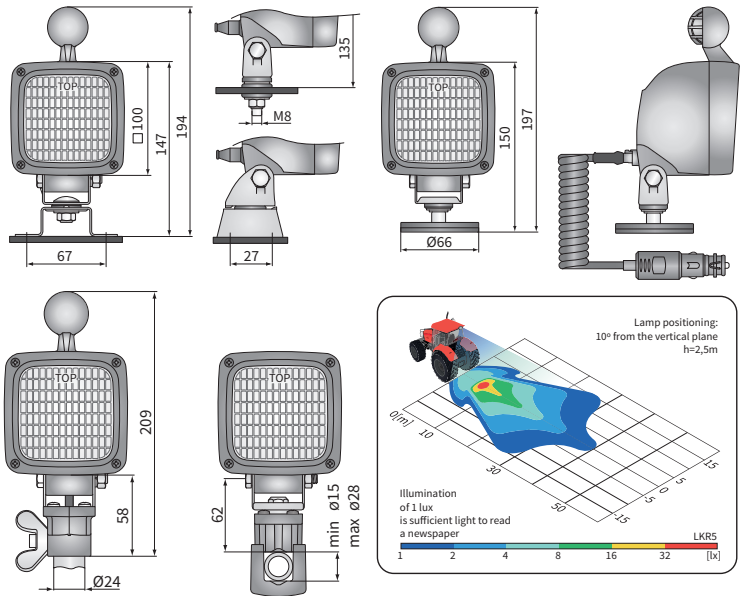 TOP
□100
147
194
67
135
M8
27
TOP
150
197
Ø66
TOP
209
58
Ø24
TOP
62
min ø15
max ø28
Lamp positioning:
10º from the vertical plane
h=2,5m
0[m]
10
30
50
-15
-5
5
15
Illumination
of 1 lux
is sufficient light to read
a newspaper
LKR5
1 2 4 8 16 32 [lx]